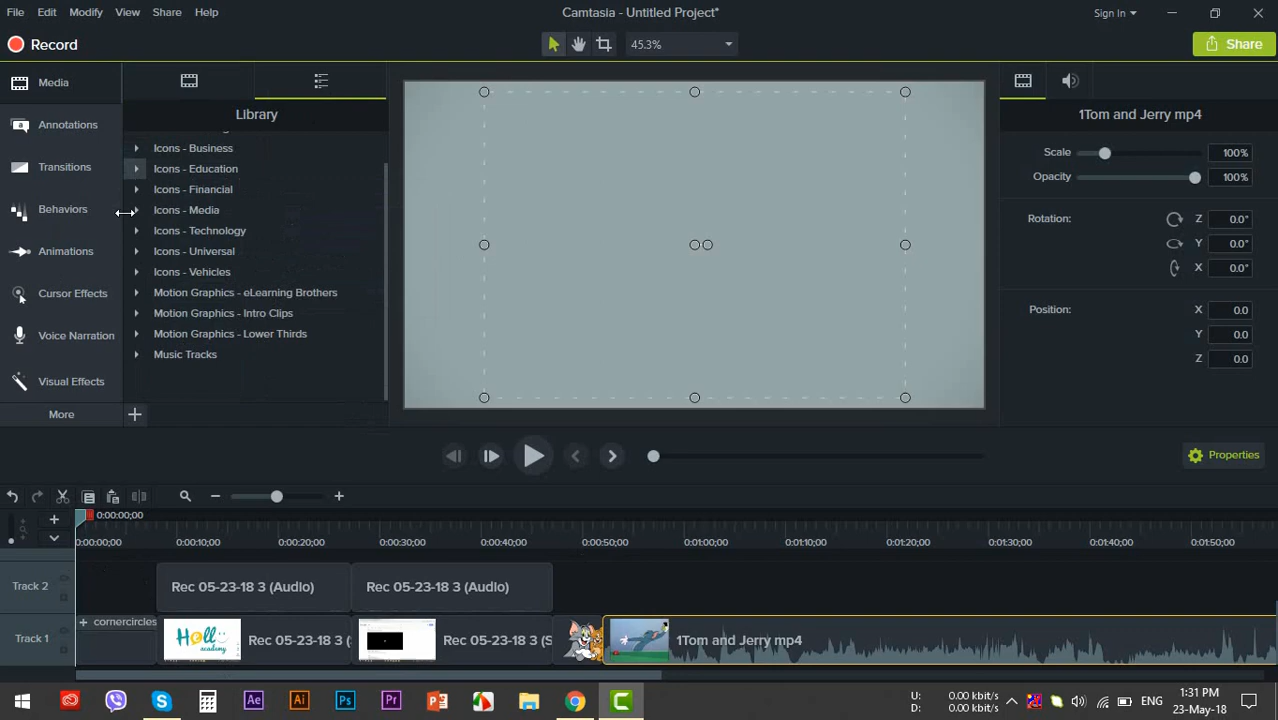 File Edit Modify View Share Help
Camtasia - Untitled Project*
Sign In
Record
45.3%
Share
Media
Annotations
Transitions
Behaviors
Animations
Cursor Effects
Voice Narration
Visual Effects
More
Library
Icons - Business
Icons - Education
Icons - Financial
Icons - Media
Icons - Technology
Icons - Universal
Icons - Vehicles
Motion Graphics - eLearning Brothers
Motion Graphics - Intro Clips
Motion Graphics - Lower Thirds
Music Tracks
1Tom and Jerry mp4
Scale 100%
Opacity 100%
Rotation: Z 0.0°
Y 0.0°
X 0.0°
Position: X 0.0
Y 0.0
Z 0.0
Properties
0:00:00;00
0:00:00;00 0:00:10;00 0:00:20;00 0:00:30;00 0:00:40;00 0:00:50;00 0:01:00;00 0:01:10;00 0:01:20;00 0:01:30;00 0:01:40;00 0:01:50;00
Track 2
Rec 05-23-18 3 (Audio) Rec 05-23-18 3 (Audio)
Track 1
+ cornercircles
Holl
academy
Rec 05-23-18 3 (
Rec 05-23-18 3 (S
1Tom and Jerry mp4
Ae Ai Ps Pr
U: 0.00 kbit/s
D: 0.00 kbit/s
ENG
1:31 PM
23-May-18